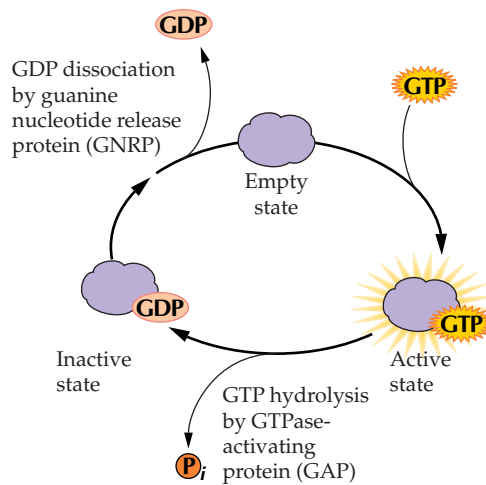 GDP
GDP dissociation
by guanine
nucleotide release
protein (GNRP)
GTP
Empty
state
GDP
GTP
Inactive
state
Active
state
GTP hydrolysis
by GTPase-
activating
protein (GAP)
Pi